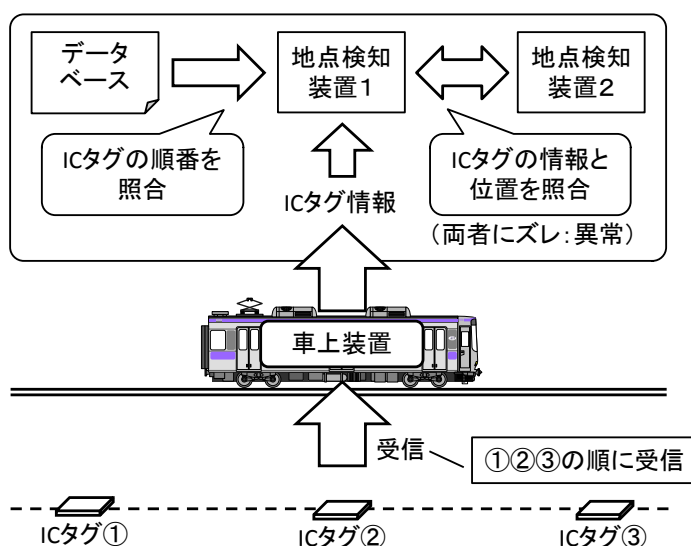 データ
ベース
地点検知
装置1
地点検知
装置2
ICタグの順番を
照合
ICタグの情報と
位置を照合
ICタグ情報
(両者にズレ:異常)
車上装置
受信
①②③の順に受信
ICタグ①
ICタグ②
ICタグ③